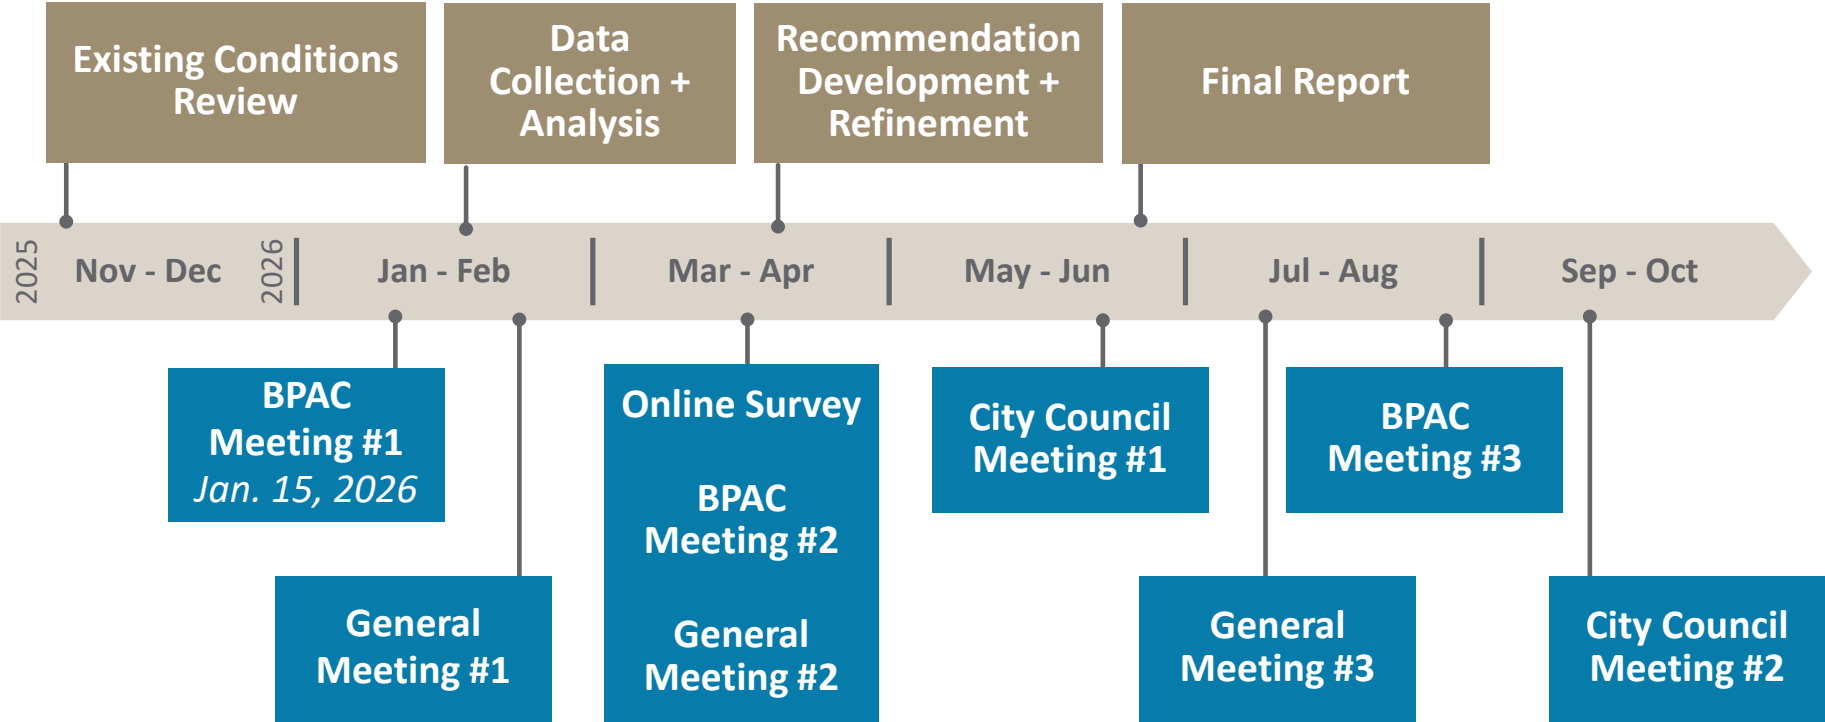 Existing Conditions
Review
Data
Collection +
Analysis
Recommendation
Development +
Refinement
Final Report
2025
Nov - Dec
2026
Jan - Feb
Mar - Apr
May - Jun
Jul - Aug
Sep - Oct
BPAC
Meeting #1
Jan. 15, 2026
General
Meeting #1
Online Survey
BPAC
Meeting #2
General
Meeting #2
City Council
Meeting #1
General
Meeting #3
BPAC
Meeting #3
City Council
Meeting #2